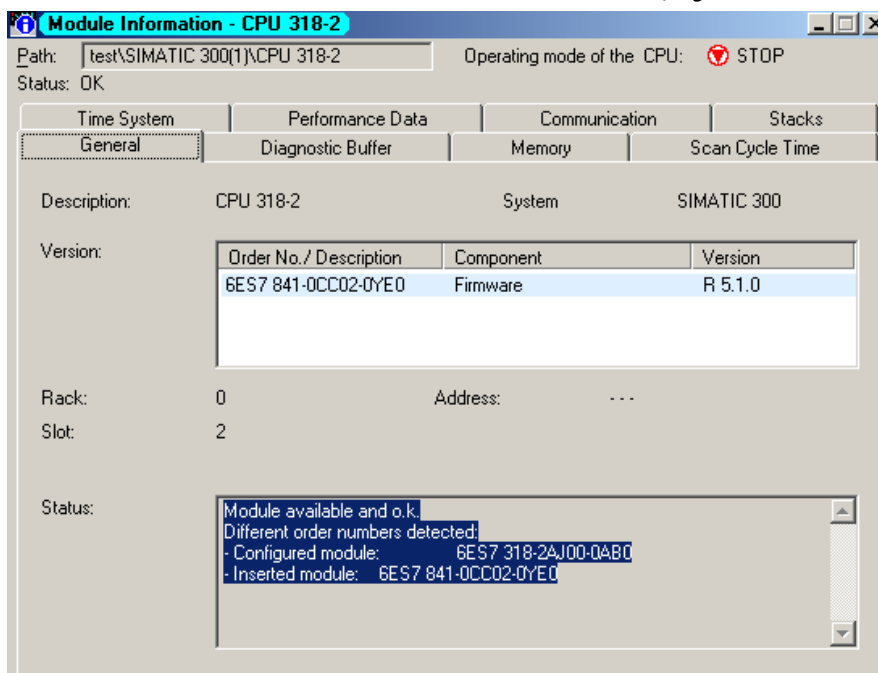 Module Information - CPU 318-2
Path: test\SIMATIC 300(1)\CPU 318-2 Operating mode of the CPU: STOP
Status: OK
Time System Performance Data Communication Stacks
General Diagnostic Buffer Memory Scan Cycle Time
Description: CPU 318-2 System SIMATIC 300
Version: Order No./ Description Component Version
6ES7 841-0CC02-0YE0 Firmware R 5.1.0
Rack: 0 Address: - - -
Slot: 2
Status: Module available and o.k.
Different order numbers detected:
- Configured module: 6ES7 318-2AJ00-0AB0
- Inserted module: 6ES7 841-0CC02-0YE0